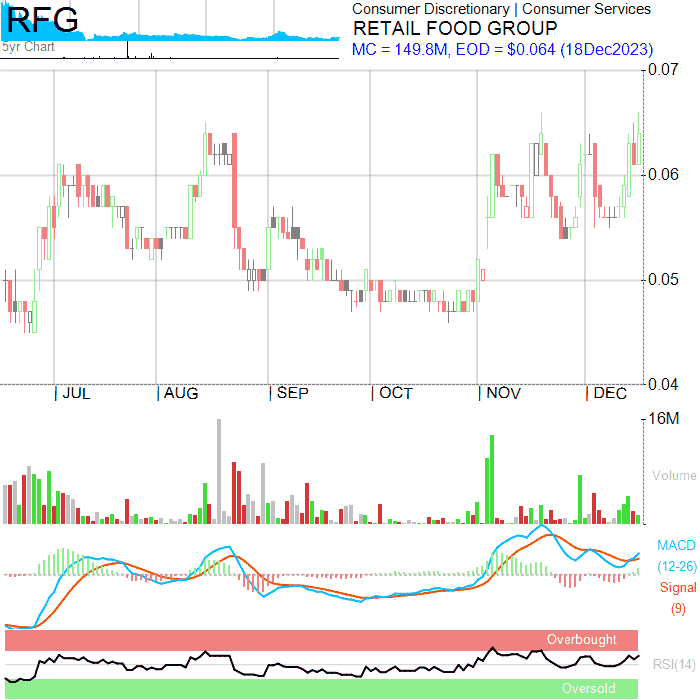 RFG
5yr Chart
Consumer Discretionary | Consumer Services
RETAIL FOOD GROUP
MC = 149.8M, EOD = $0.064 (18Dec2023)
0.07
0.06
0.05
0.04
JUL AUG SEP OCT NOV DEC
16M
Volume
MACD
(12-26)
Signal
(9)
Overbought
RSI(14)
Oversold